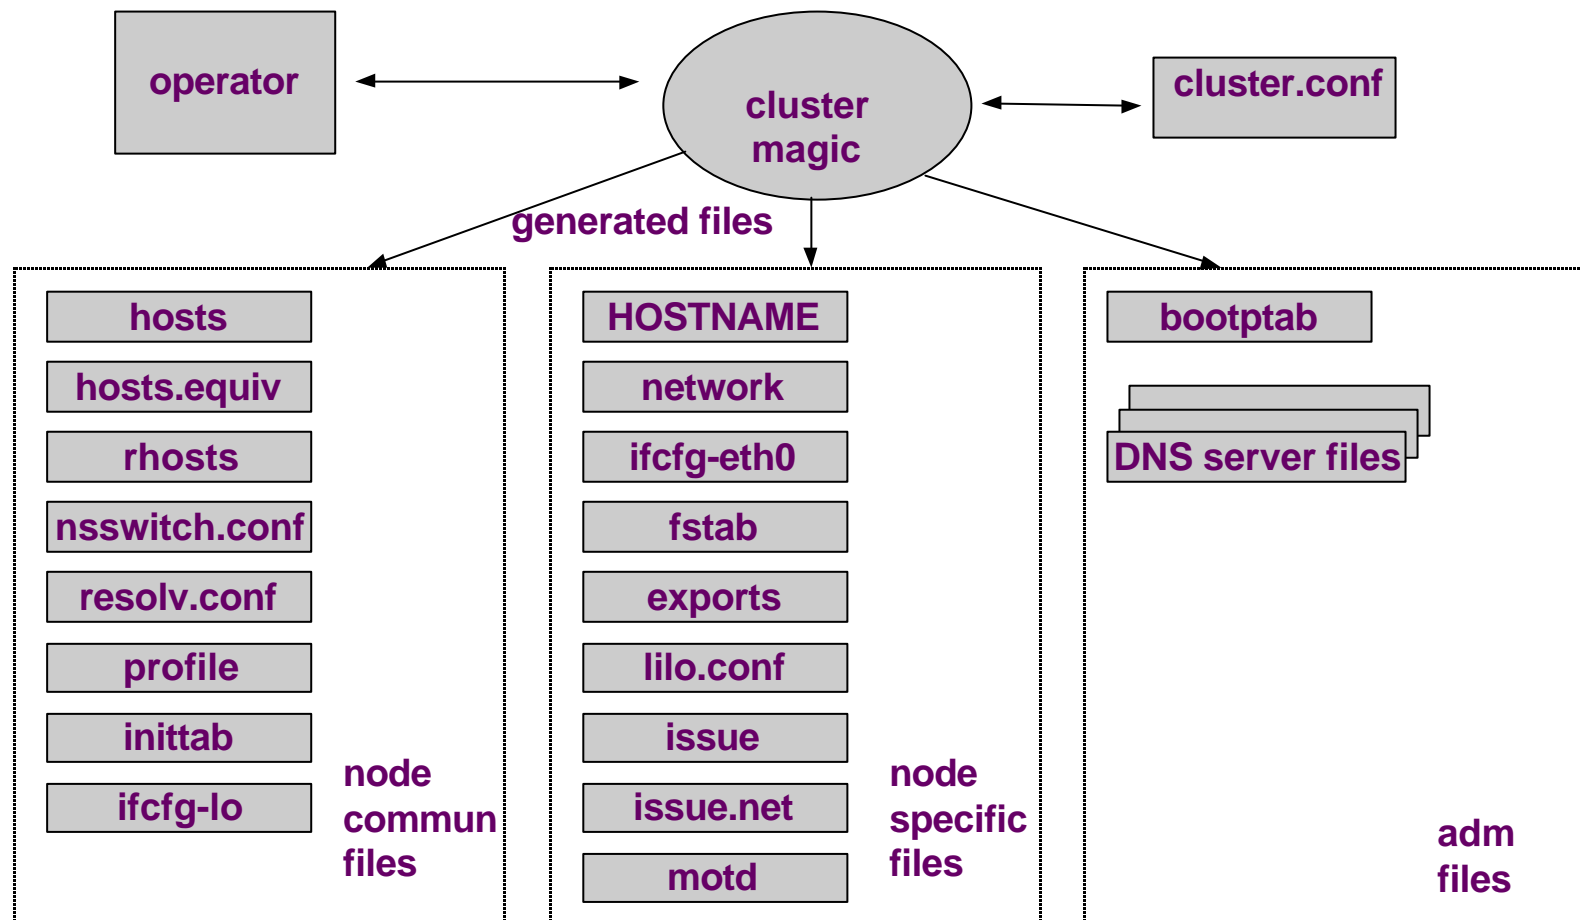 operator
cluster
magic
cluster.conf
generated files
hosts
hosts.equiv
rhosts
nsswitch.conf
resolv.conf
profile
inittab
ifcfg-lo
node
commun
files
HOSTNAME
network
ifcfg-eth0
fstab
exports
lilo.conf
issue
issue.net
motd
node
specific
files
bootptab
DNS server files
adm
files